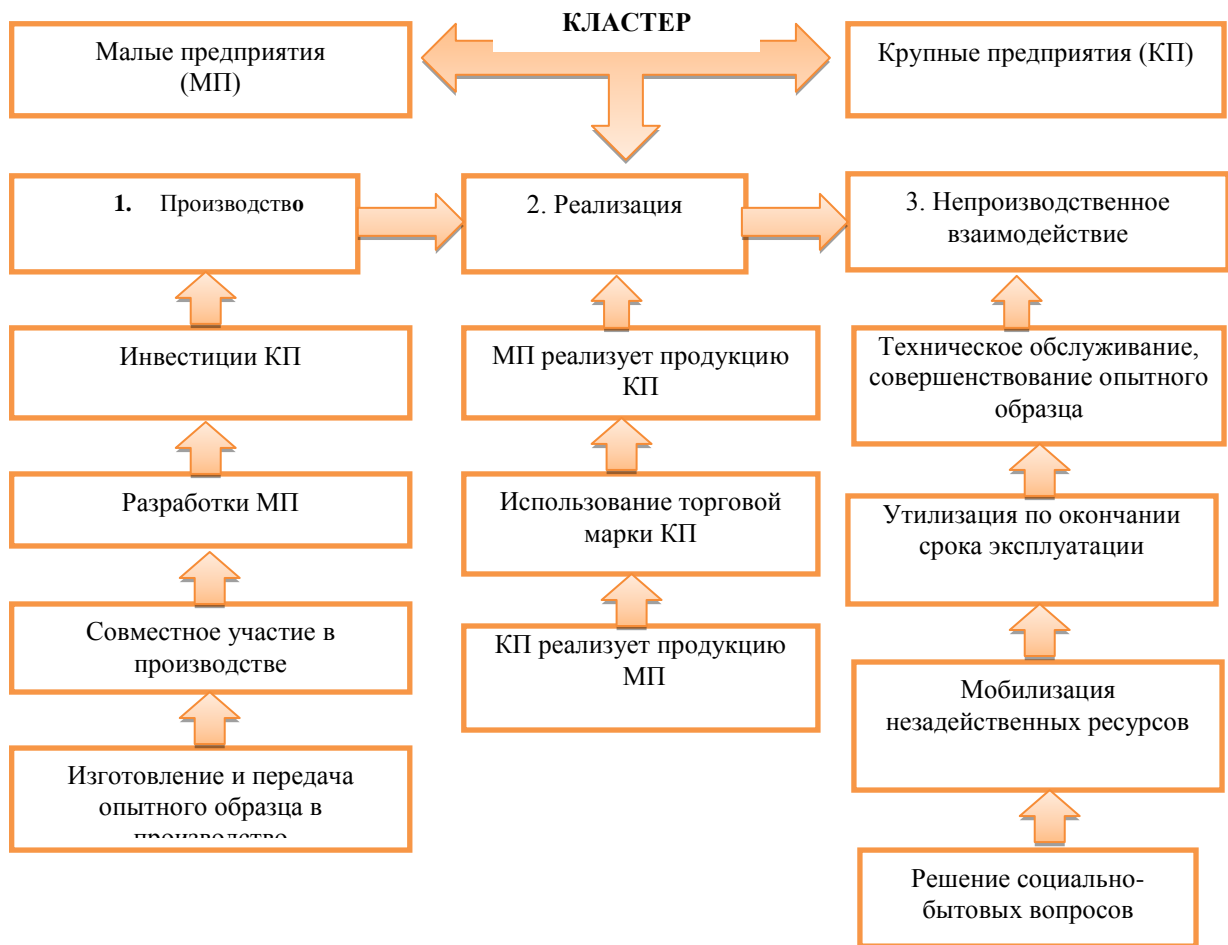 КЛАСТЕР
Малые предприятия
(МП)
Крупные предприятия (КП)
1. Производство
2. Реализация
3. Непроизводственное
взаимодействие
Инвестиции КП
МП реализует продукцию
КП
Техническое обслуживание,
совершенствование опытного
образца
Разработки МП
Использование торговой
марки КП
Утилизация по окончании
срока эксплуатации
Совместное участие в
производстве
КП реализует продукцию
МП
Мобилизация
незадейственных ресурсов
Изготовление и передача
опытного образца в
производство
Решение социально-
бытовых вопросов